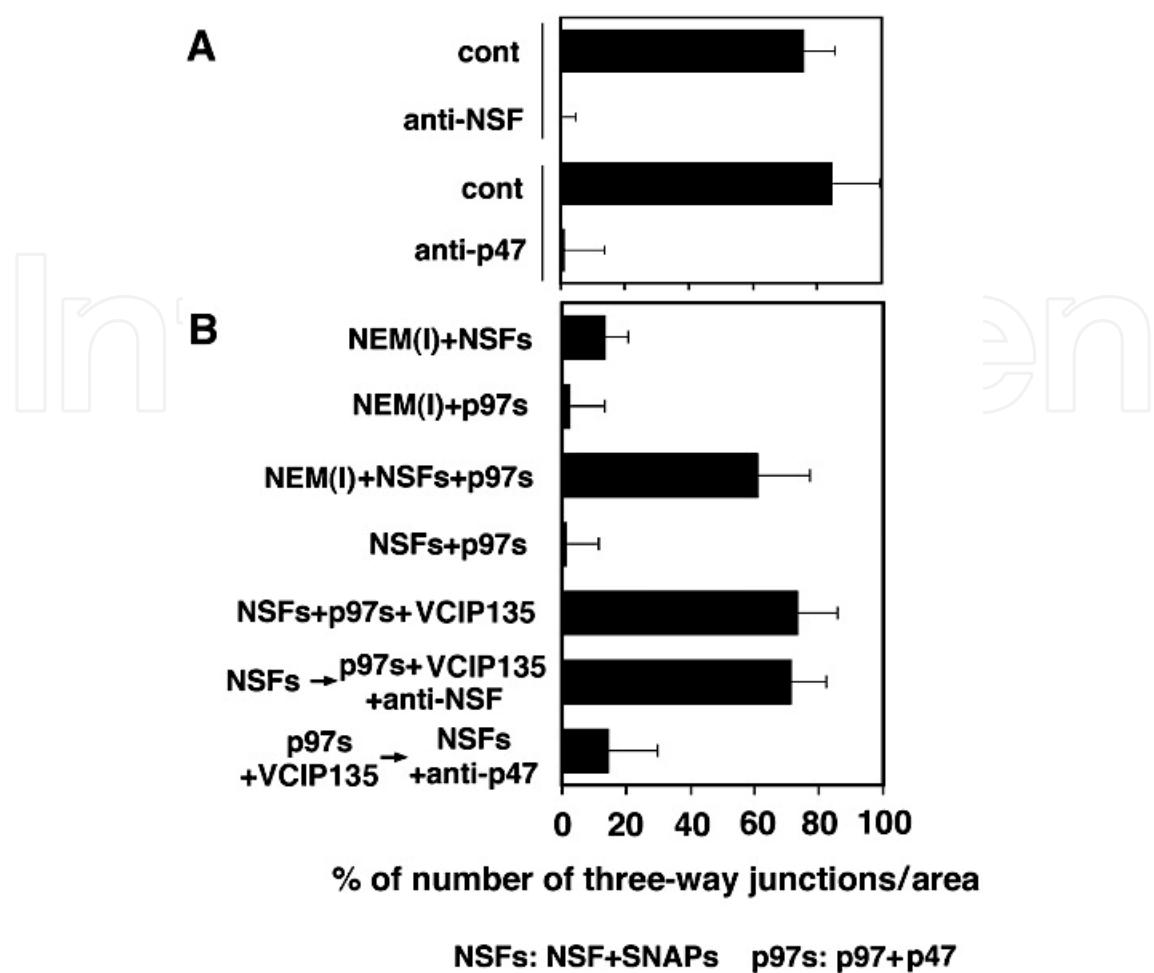 A
cont
anti-NSF
cont
anti-p47
B
NEM(I)+NSFs
NEM(I)+p97s
NEM(I)+NSFs+p97s
NSFs+p97s
NSFs+p97s+VCIP135
NSFs → p97s+VCIP135
+anti-NSF
p97s → NSFs
+VCIP135 +anti-p47
0 20 40 60 80 100
% of number of three-way junctions/area
NSFs: NSF+SNAPs p97s: p97+p47